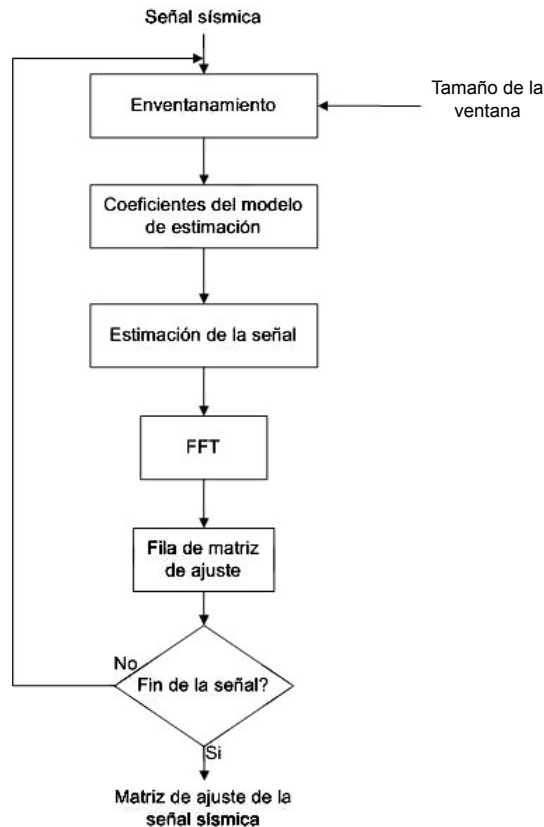 Señal sísmica
Enventanamiento
Tamaño de la
ventana
Coeficientes del modelo
de estimación
Estimación de la señal
FFT
Fila de matriz
de ajuste
No
Fin de la señal?
Si
Matriz de ajuste de la
señal sísmica